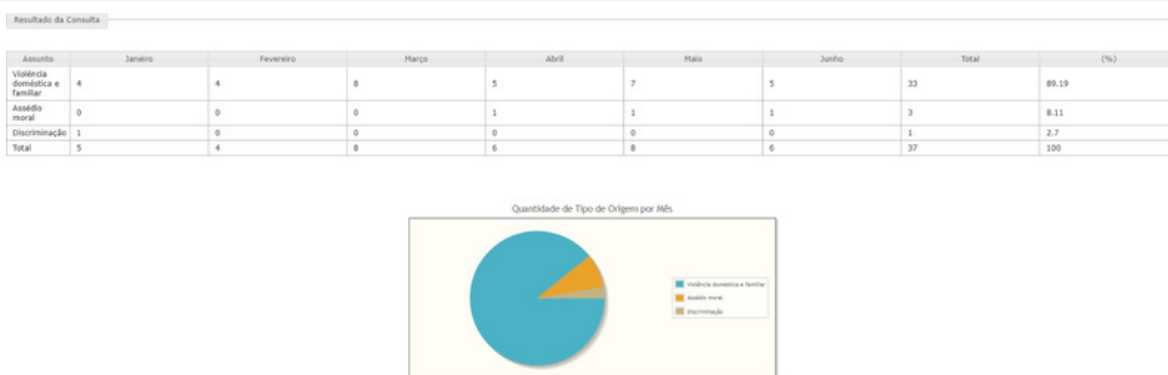 Resultado da Consulta
Assunto Janeiro Fevereiro Março Abril Maio Junho Total (%)
Violência
doméstica e 4 4 8 5 7 5 33 89.19
familiar
Assédio
moral 0 0 0 1 1 1 3 8.11
Discriminação 1 0 0 0 0 0 1 2.7
Total 5 4 8 6 8 6 37 100
Quantidade de Tipo de Origem por Mês
Violência doméstica e familiar
Assédio moral
Discriminação